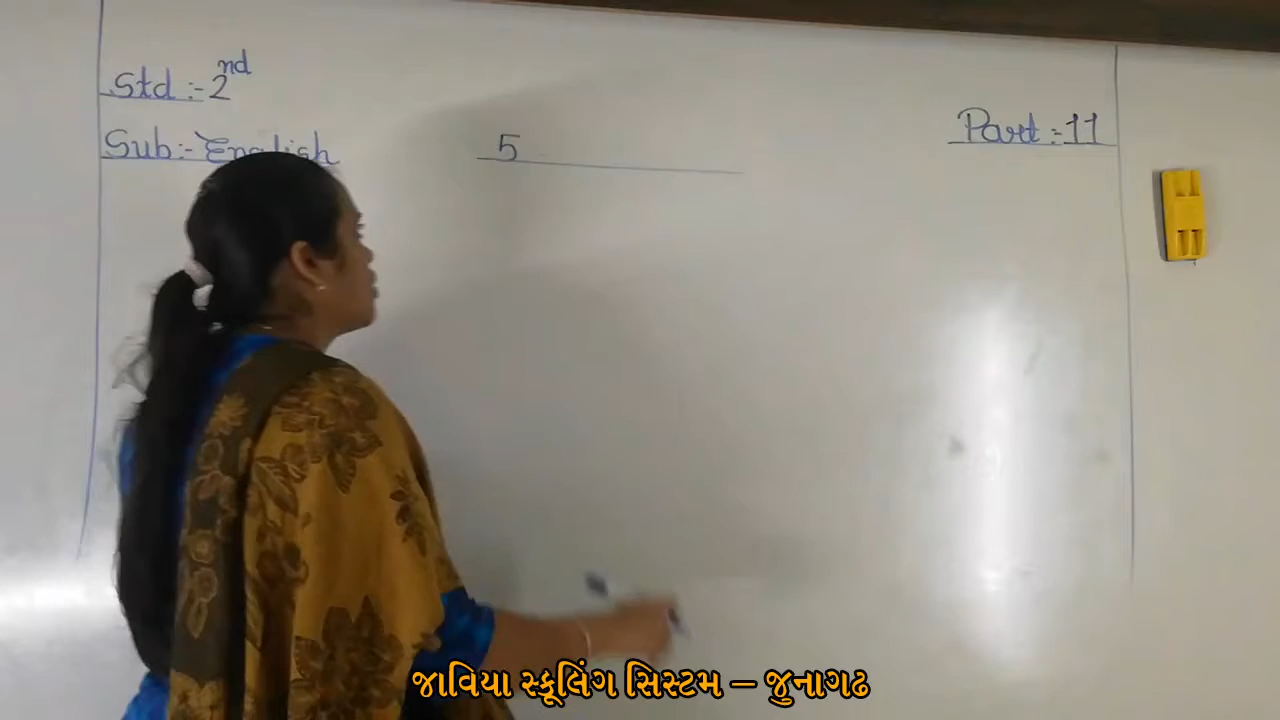 Std :- 2nd
Sub:- English
5
Part :- 11
જાવિયા સ્કૂલિંગ સિસ્ટમ – જુનાગઢ